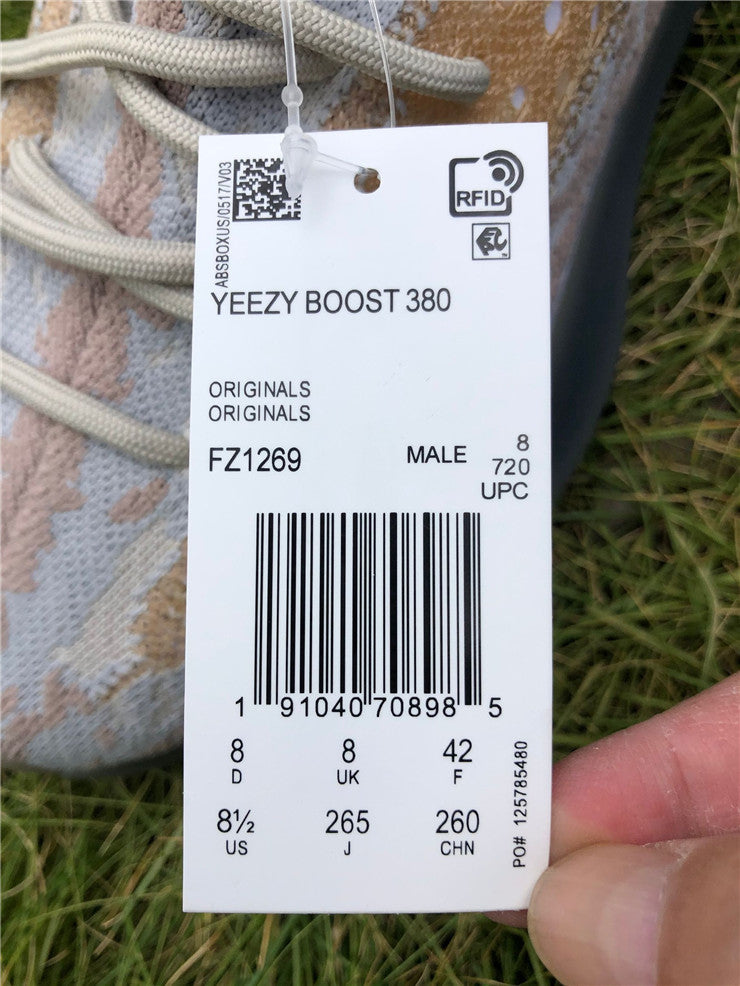 ABSBOXUS/0517/V03
RFID
YEEZY BOOST 380
ORIGINALS
ORIGINALS
FZ1269 MALE 8
720
UPC
1 91040 70898 5
8 8 42
D UK F
8½ 265 260
US J CHN
PO# 125785480